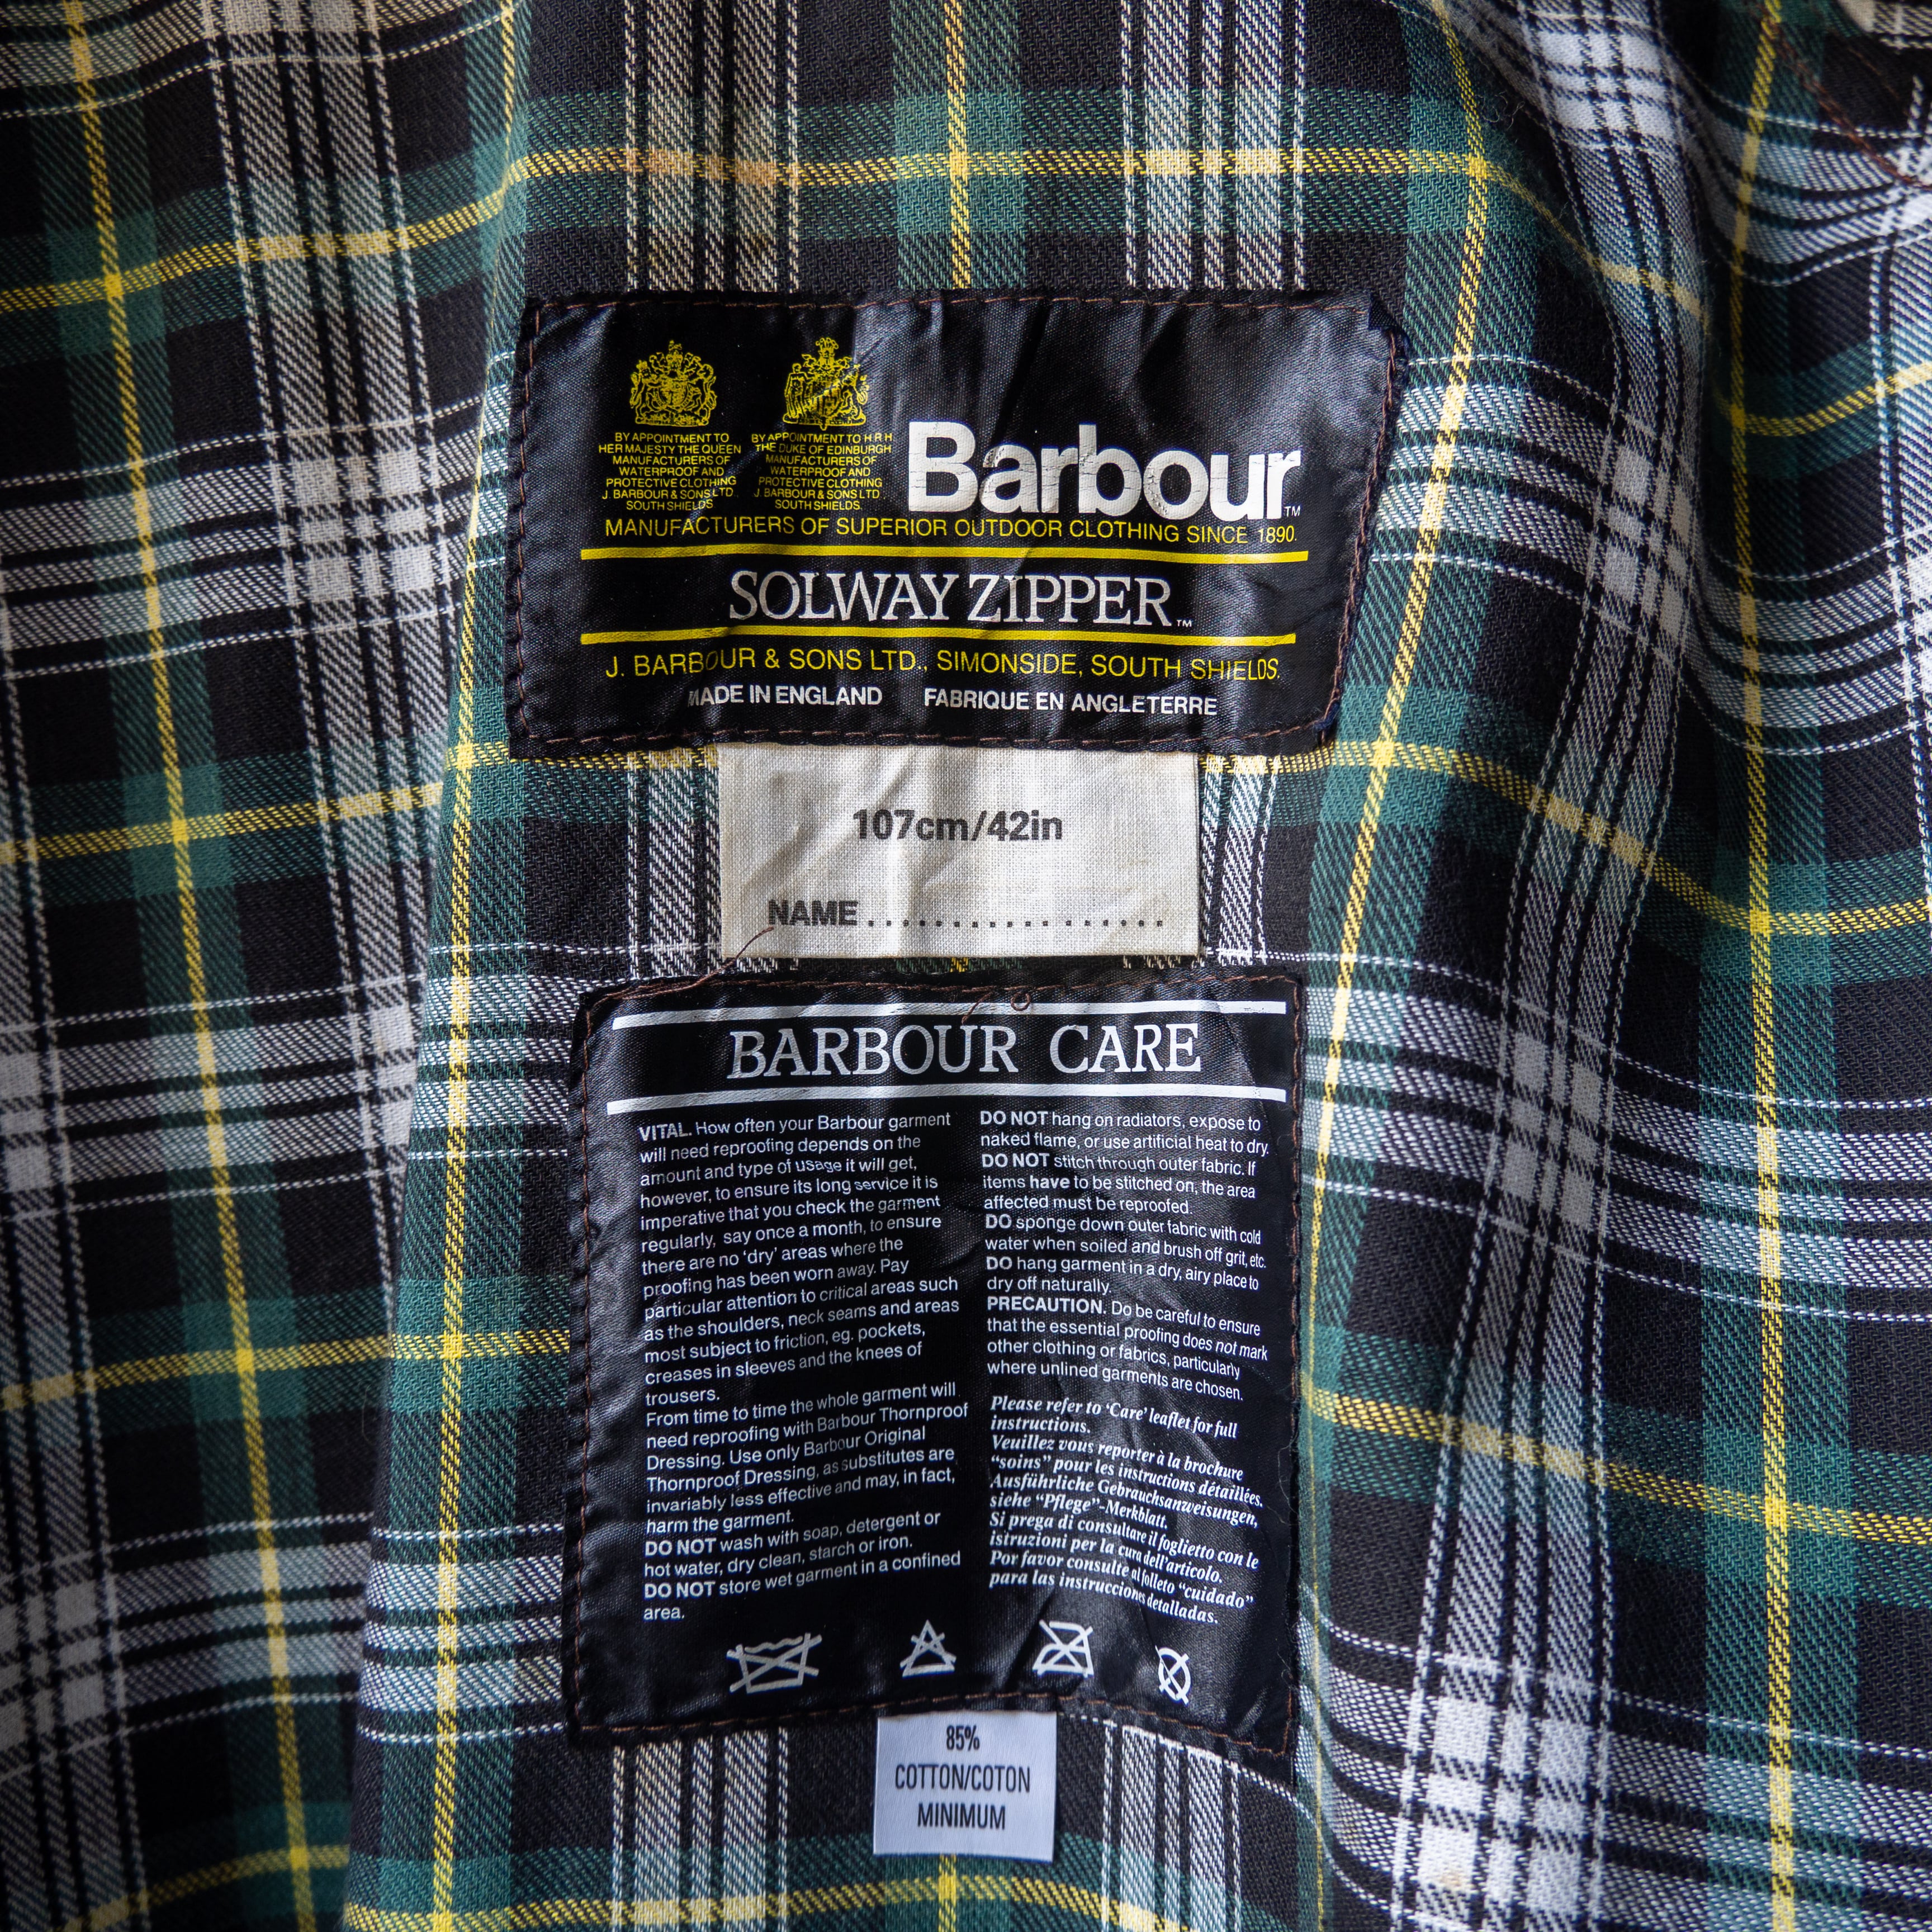 BY APPOINTMENT TO
HER MAJESTY THE QUEEN
MANUFACTURERS OF
WATERPROOF AND
PROTECTIVE CLOTHING
J. BARBOUR & SONS LTD.
SOUTH SHIELDS.
BY APPOINTMENT TO H R H
THE DUKE OF EDINBURGH
MANUFACTURERS OF
WATERPROOF AND
PROTECTIVE CLOTHING
J. BARBOUR & SONS LTD.
SOUTH SHIELDS.
Barbour™
MANUFACTURERS OF SUPERIOR OUTDOOR CLOTHING SINCE 1890.
SOLWAY ZIPPER™
J. BARBOUR & SONS LTD., SIMONSIDE, SOUTH SHIELDS.
MADE IN ENGLAND FABRIQUE EN ANGLETERRE
107cm/42in
NAME..................
BARBOUR CARE
VITAL. How often your Barbour garment
will need reproofing depends on the
amount and type of usage it will get,
however, to ensure its long service it is
imperative that you check the garment
regularly, say once a month, to ensure
there are no 'dry' areas where the
proofing has been worn away. Pay
particular attention to critical areas such
as the shoulders, neck seams and areas
most subject to friction, eg. pockets,
creases in sleeves and the knees of
trousers.
From time to time the whole garment will
need reproofing with Barbour Thornproof
Dressing. Use only Barbour Original
Thornproof Dressing, as substitutes are
invariably less effective and may, in fact,
harm the garment.
DO NOT wash with soap, detergent or
hot water, dry clean, starch or iron.
DO NOT store wet garment in a confined
area.
DO NOT hang on radiators, expose to
naked flame, or use artificial heat to dry.
DO NOT stitch through outer fabric. If
items have to be stitched on, the area
affected must be reproofed.
DO sponge down outer fabric with cold
water when soiled and brush off grit, etc.
DO hang garment in a dry, airy place to
dry off naturally.
PRECAUTION. Do be careful to ensure
that the essential proofing does not mark
other clothing or fabrics, particularly
where unlined garments are chosen.
Please refer to 'Care' leaflet for full
instructions.
Veuillez vous reporter à la brochure
"soins" pour les instructions détaillées.
Ausführliche Gebrauchsanweisungen,
siehe "Pflege"-Merkblatt.
Si prega di consultare il foglietto con le
istruzioni per la cura dell'articolo.
Por favor consulte al folleto "cuidado"
para las instrucciones detalladas.
85%
COTTON/COTON
MINIMUM